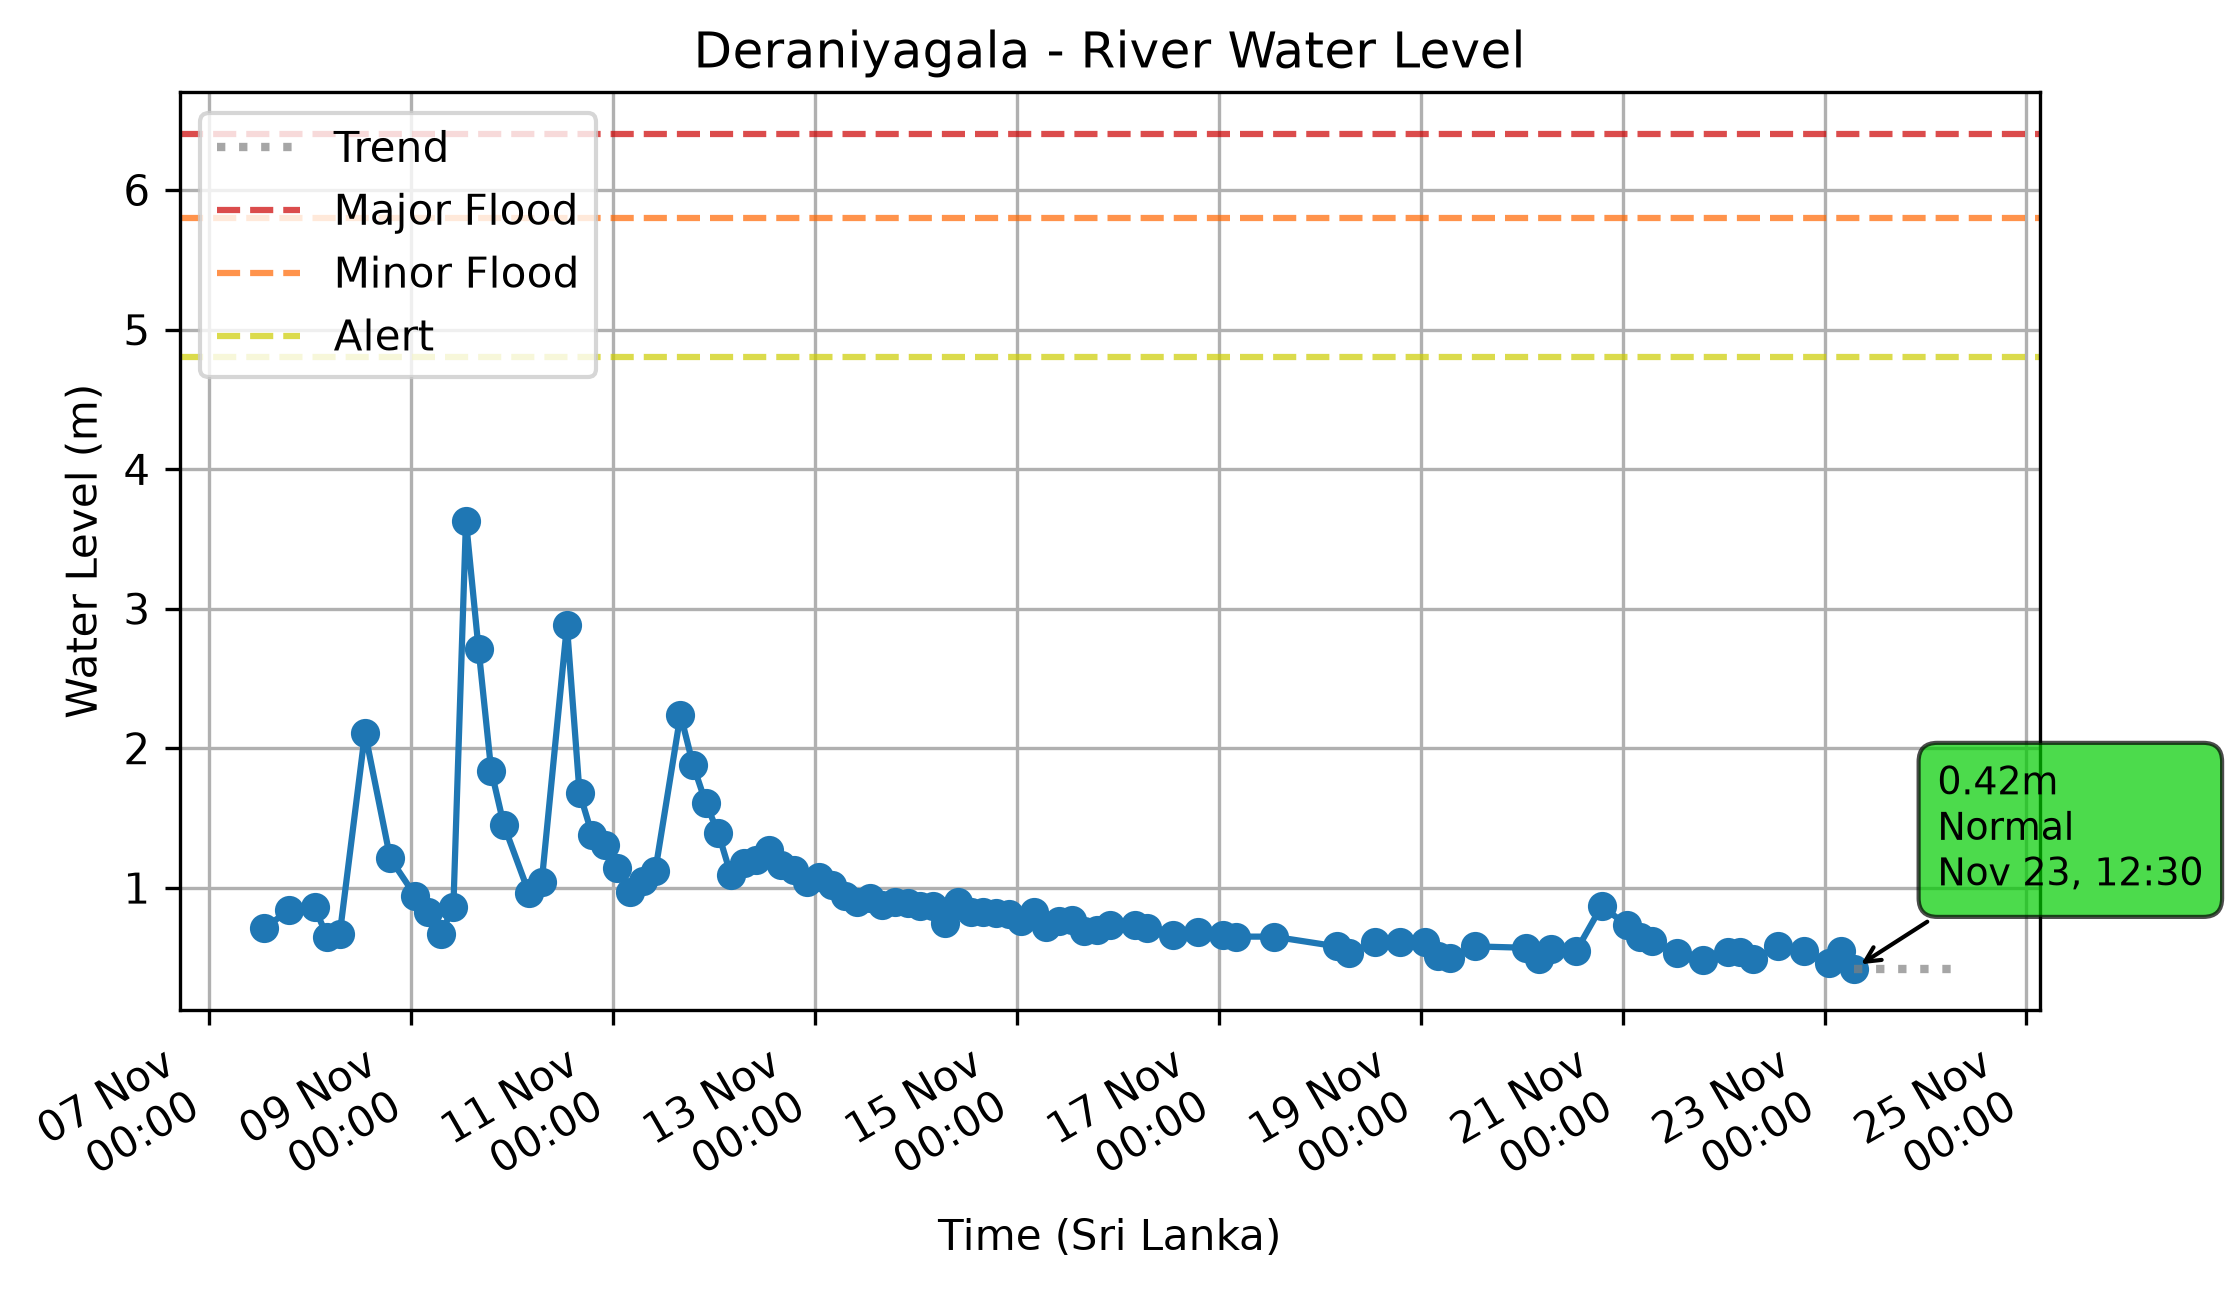 Deraniyagala - River Water Level
Trend
Major Flood
Minor Flood
Alert
Water Level (m)
6
5
4
3
2
1
0.42m
Normal
Nov 23, 12:30
07 Nov
00:00
09 Nov
00:00
11 Nov
00:00
13 Nov
00:00
15 Nov
00:00
17 Nov
00:00
19 Nov
00:00
21 Nov
00:00
23 Nov
00:00
25 Nov
00:00
Time (Sri Lanka)